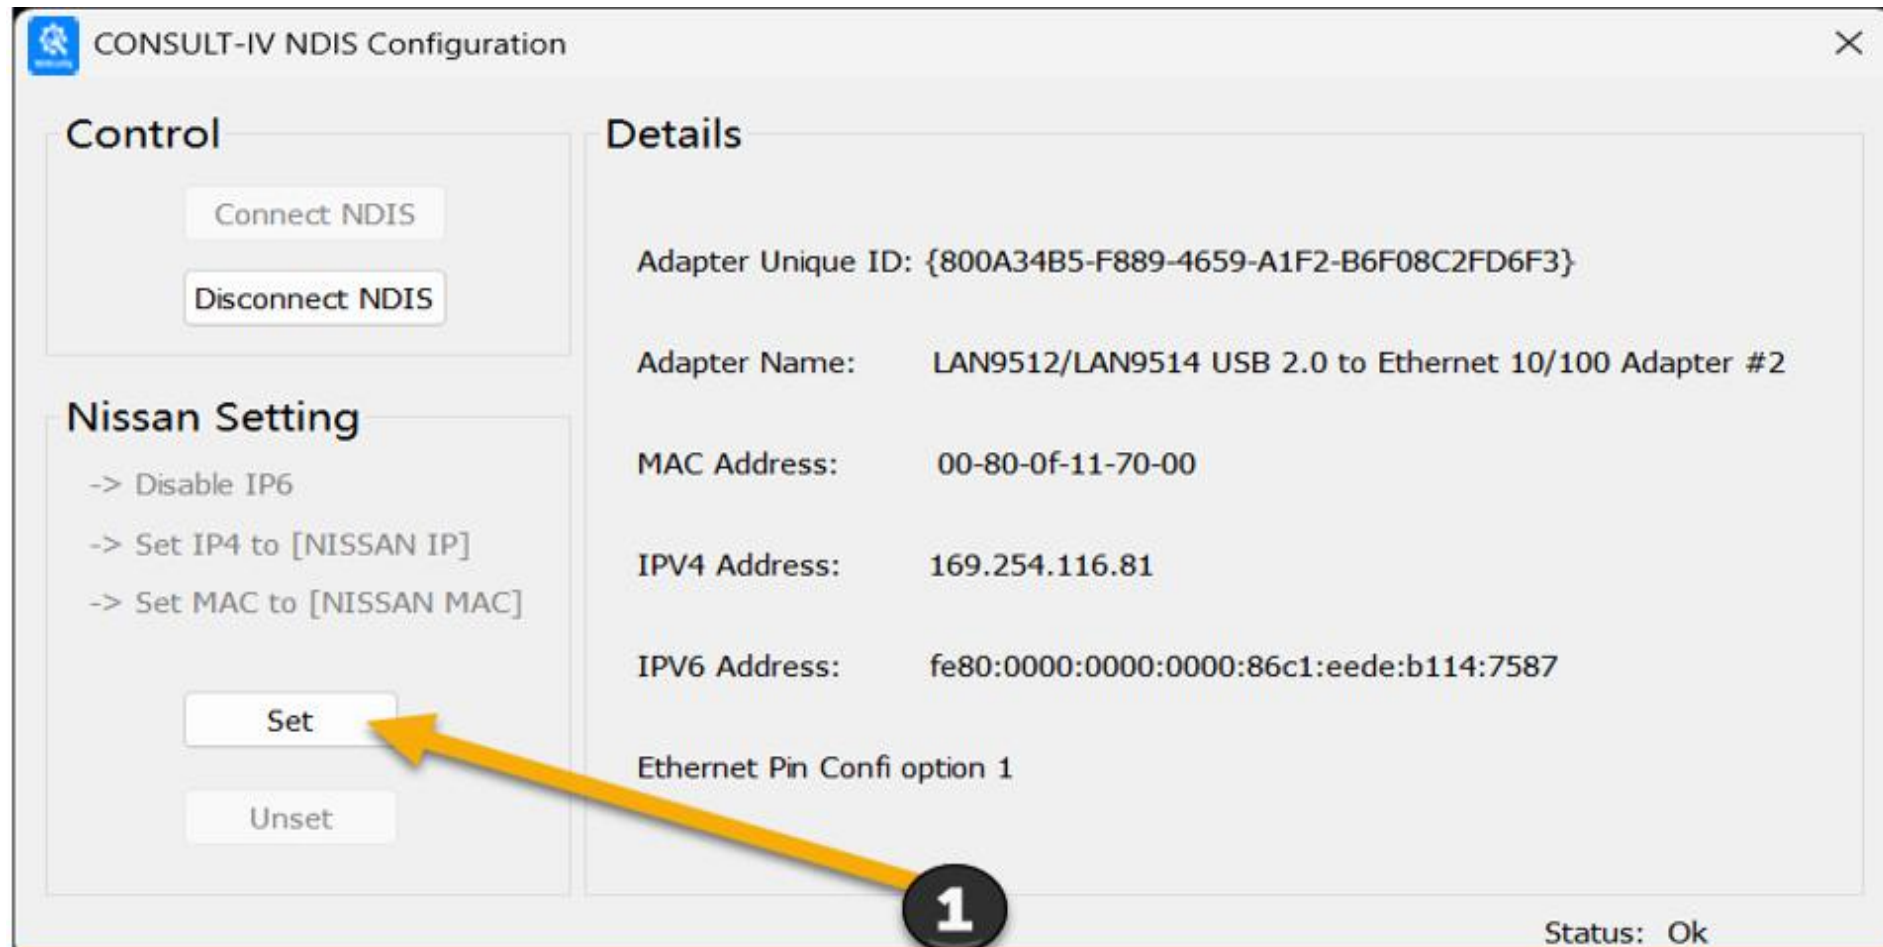 CONSULT-IV NDIS Configuration
Control
Connect NDIS
Disconnect NDIS
Nissan Setting
-> Disable IP6
-> Set IP4 to [NISSAN IP]
-> Set MAC to [NISSAN MAC]
Set
Unset
Details
Adapter Unique ID: {800A34B5-F889-4659-A1F2-B6F08C2FD6F3}
Adapter Name: LAN9512/LAN9514 USB 2.0 to Ethernet 10/100 Adapter #2
MAC Address: 00-80-0f-11-70-00
IPV4 Address: 169.254.116.81
IPV6 Address: fe80:0000:0000:0000:86c1:eede:b114:7587
Ethernet Pin Confi option 1
1
Status: Ok